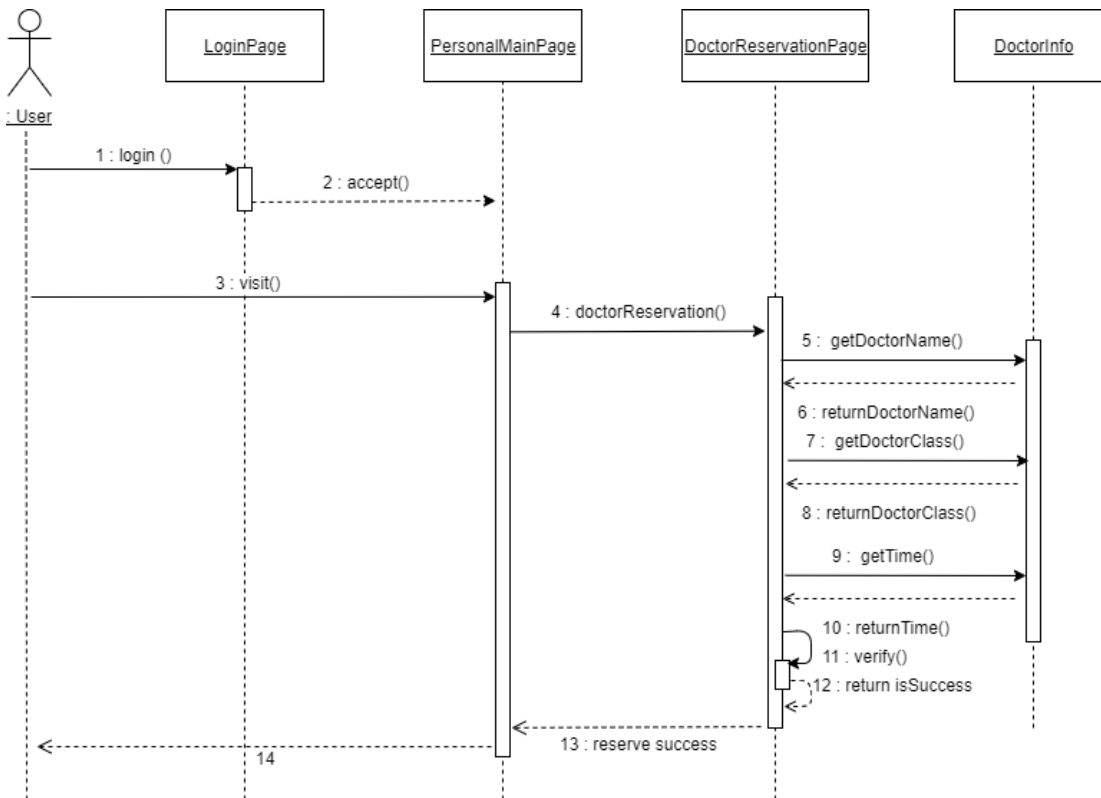 LoginPage
PersonalMainPage
DoctorReservationPage
DoctorInfo
: User
1 : login ()
2 : accept()
3 : visit()
4 : doctorReservation()
5 : getDoctorName()
6 : returnDoctorName()
7 : getDoctorClass()
8 : returnDoctorClass()
9 : getTime()
10 : returnTime()
11 : verify()
12 : return isSuccess
13 : reserve success
14